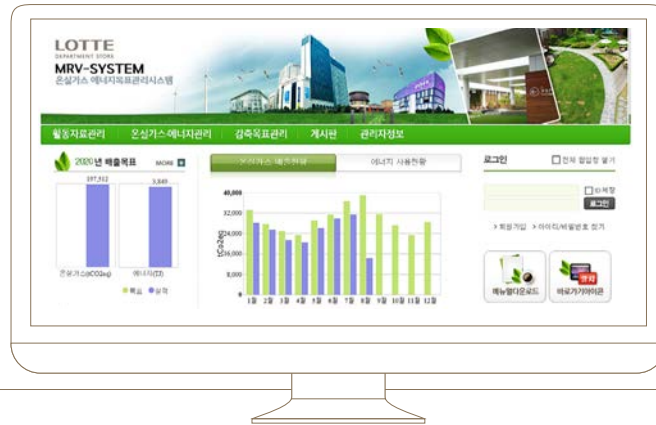 LOTTE
DEPARTMENT STORE
MRV-SYSTEM
온실가스 에너지목표관리시스템
활동자료관리 온실가스·에너지관리 감축목표관리 게시판 관리자정보
2020년 배출목표 MORE
197,512 3,849
온실가스(tCO2eq) 에너지(TJ)
목표 실적
온실가스 배출현황 에너지 사용현황
tCo2eq
40,000
32,000
24,000
16,000
8,000
0
1월 2월 3월 4월 5월 6월 7월 8월 9월 10월 11월 12월
로그인
ID저장
로그인
회원가입 아이디/비밀번호 찾기
메뉴얼다운로드 바로가기아이콘